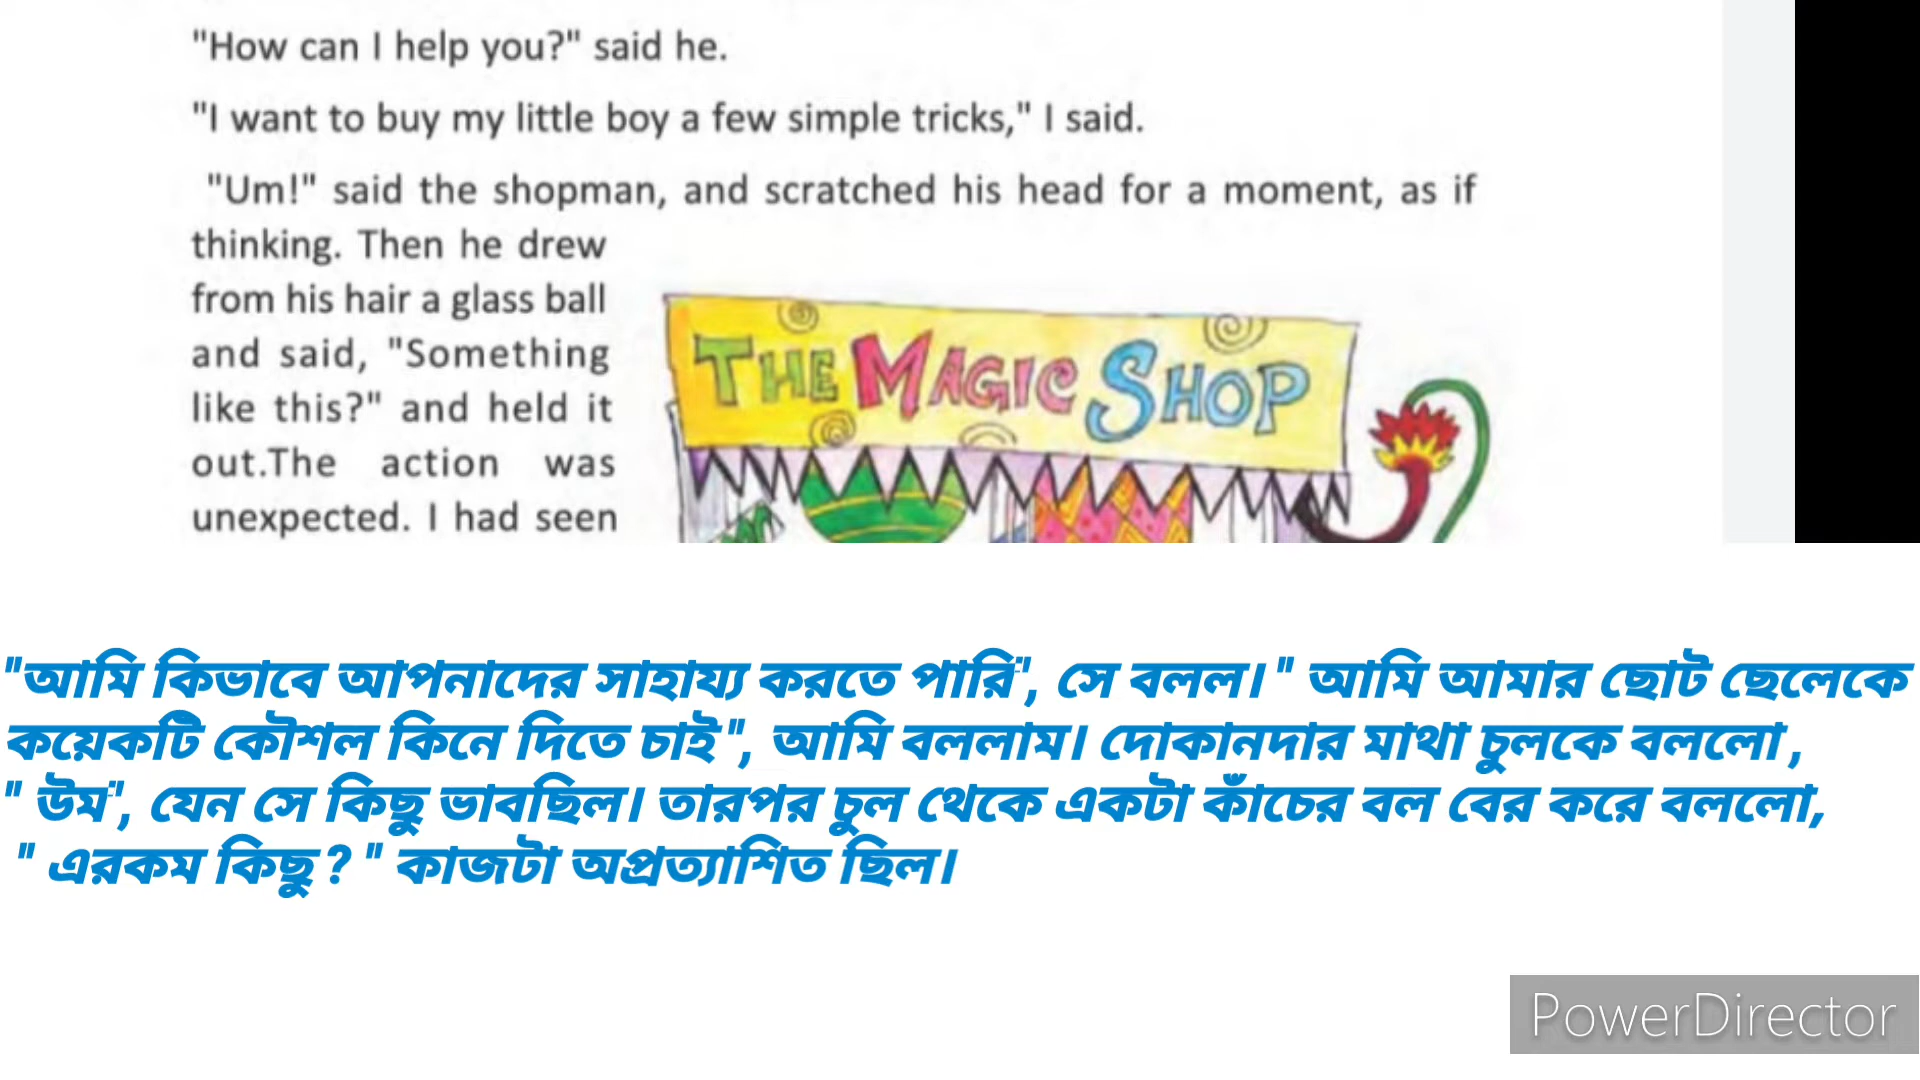 "How can I help you?" said he.
"I want to buy my little boy a few simple tricks," I said.
"Um!" said the shopman, and scratched his head for a moment, as if
thinking. Then he drew
from his hair a glass ball
and said, "Something
like this?" and held it
out.The action was
unexpected. I had seen
THE MAGIC SHOP
"আমি কিভাবে আপনাদের সাহায্য করতে পারি", সে বলল। " আমি আমার ছোট ছেলেকে
কয়েকটি কৌশল কিনে দিতে চাই", আমি বললাম। দোকানদার মাথা চুলকে বললো,
" উম", যেন সে কিছু ভাবছিল। তারপর চুল থেকে একটা কাঁচের বল বের করে বললো,
" এরকম কিছু? " কাজটা অপ্রত্যাশিত ছিল।
PowerDirector